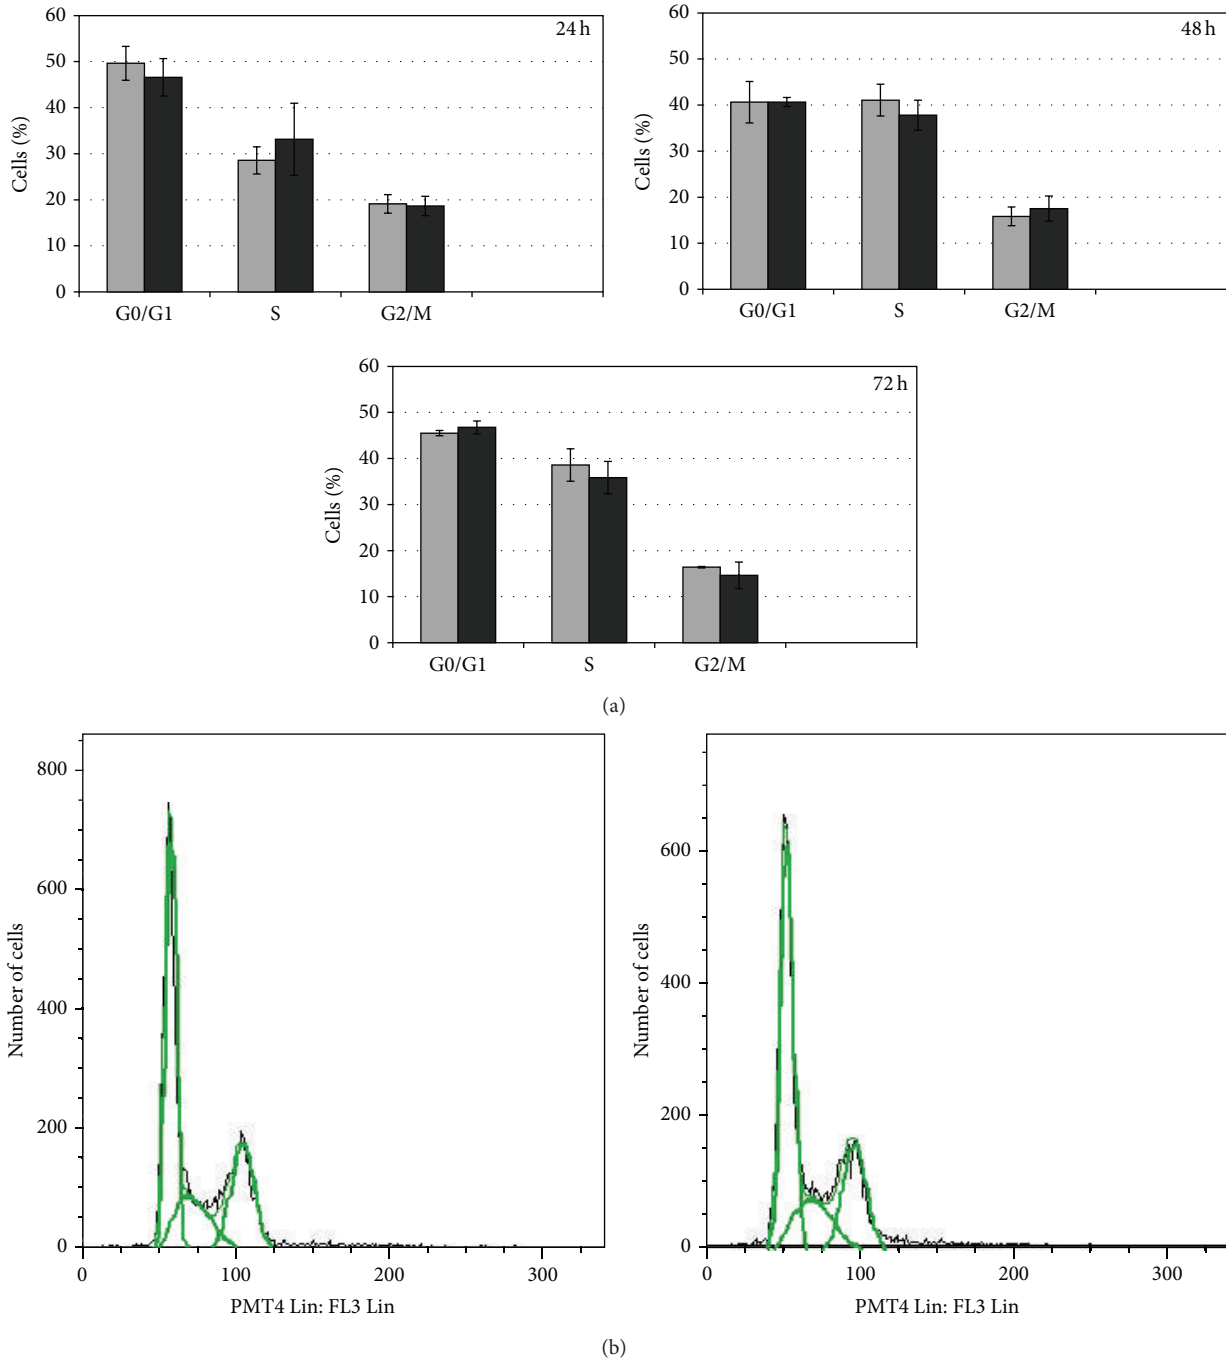 24 h
60
50
40
30
20
10
0
Cells (%)
G0/G1 S G2/M
48 h
60
50
40
30
20
10
0
Cells (%)
G0/G1 S G2/M
72 h
60
50
40
30
20
10
0
Cells (%)
G0/G1 S G2/M
(a)
800
600
400
200
0
Number of cells
0 100 200 300
PMT4 Lin: FL3 Lin
600
400
200
0
Number of cells
0 100 200 300
PMT4 Lin: FL3 Lin
(b)